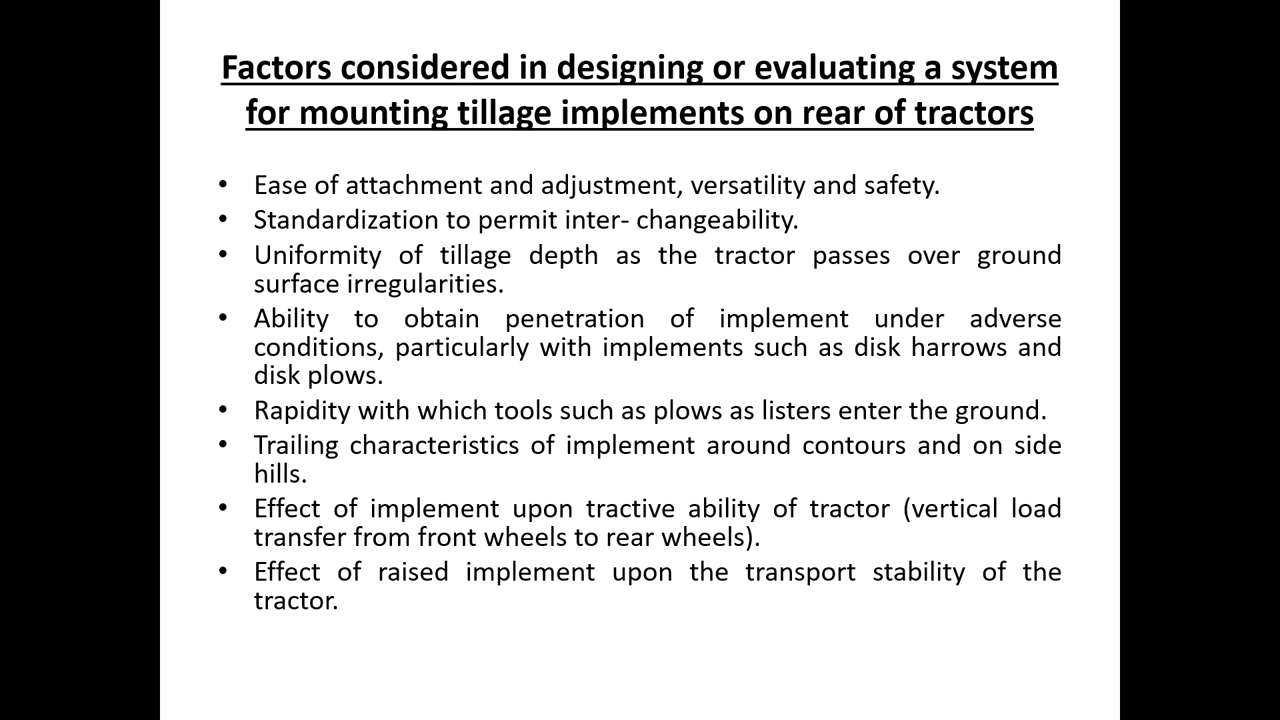 Factors considered in designing or evaluating a system
for mounting tillage implements on rear of tractors
• Ease of attachment and adjustment, versatility and safety.
• Standardization to permit inter- changeability.
• Uniformity of tillage depth as the tractor passes over ground
surface irregularities.
• Ability to obtain penetration of implement under adverse
conditions, particularly with implements such as disk harrows and
disk plows.
• Rapidity with which tools such as plows as listers enter the ground.
• Trailing characteristics of implement around contours and on side
hills.
• Effect of implement upon tractive ability of tractor (vertical load
transfer from front wheels to rear wheels).
• Effect of raised implement upon the transport stability of the
tractor.